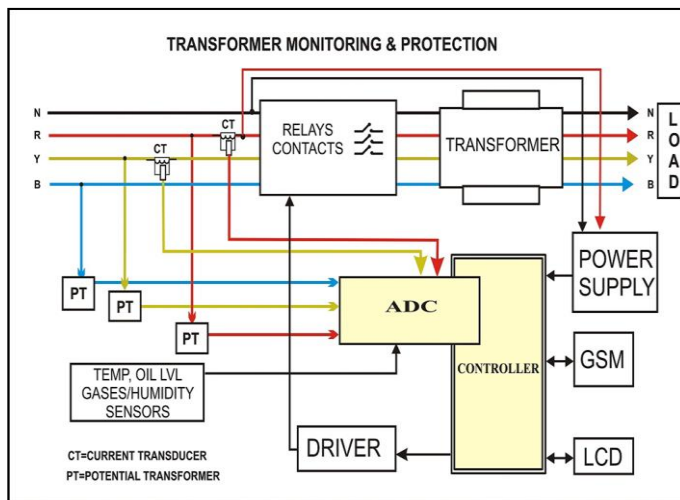 TRANSFORMER MONITORING & PROTECTION
N
R
Y
B
CT
CT
RELAYS
CONTACTS
TRANSFORMER
N
R
Y
B
LOAD
PT
PT
PT
ADC
CONTROLLER
POWER
SUPPLY
GSM
LCD
TEMP, OIL LVL
GASES/HUMIDITY
SENSORS
DRIVER
CT=CURRENT TRANSDUCER
PT=POTENTIAL TRANSFORMER